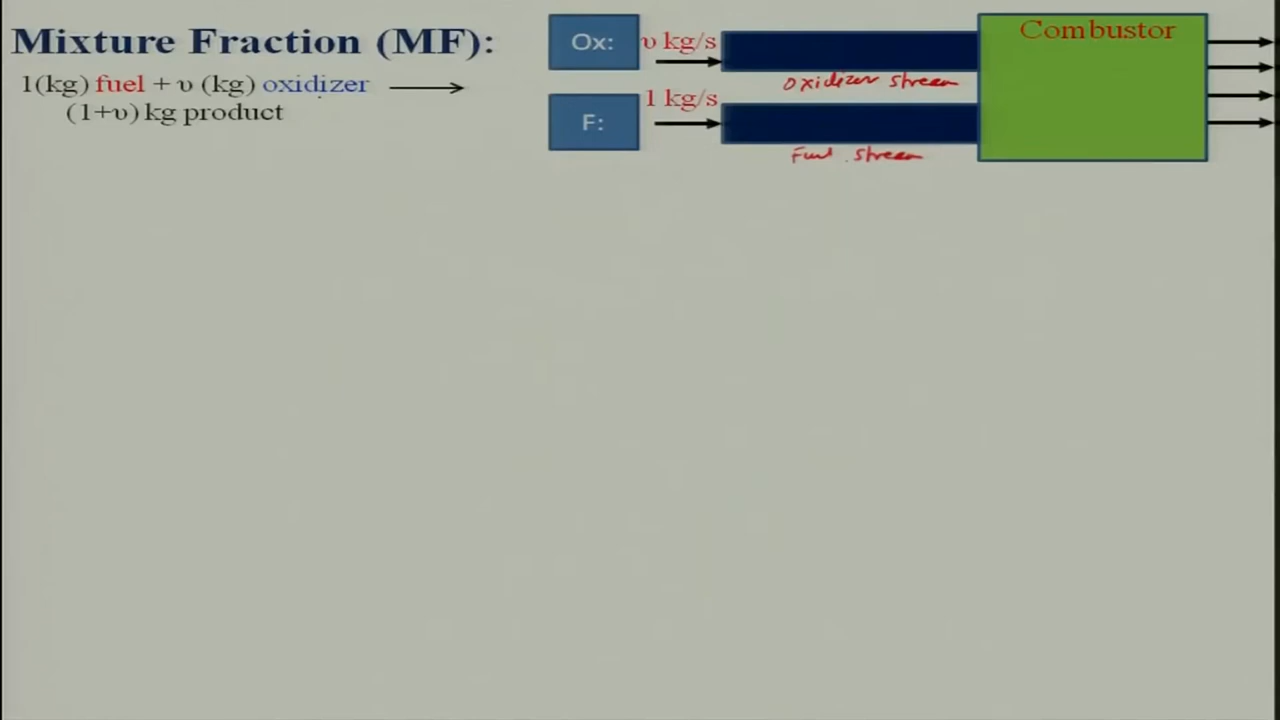 Mixture Fraction (MF):
1(kg) fuel + υ (kg) oxidizer
(1+υ) kg product
Ox:
υ kg/s
oxidizer stream
F:
1 kg/s
Fuel stream
Combustor